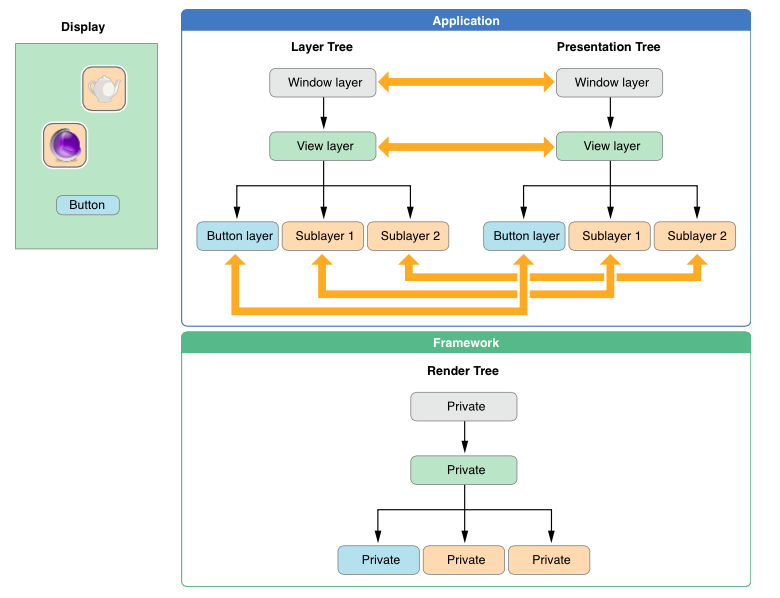 Display
Button
Application
Layer Tree
Presentation Tree
Window layer
Window layer
View layer
View layer
Button layer
Sublayer 1
Sublayer 2
Button layer
Sublayer 1
Sublayer 2
Framework
Render Tree
Private
Private
Private
Private
Private